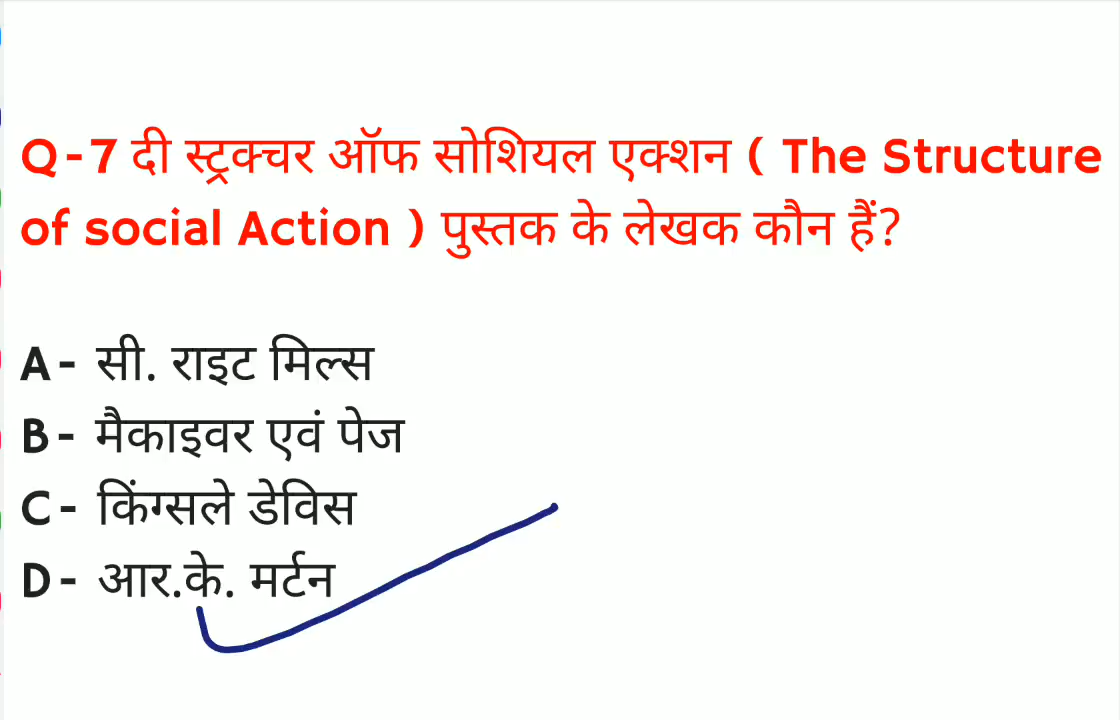 Q-7 दी स्ट्रक्चर ऑफ सोशियल एक्शन ( The Structure
of social Action ) पुस्तक के लेखक कौन हैं?
A- सी. राइट मिल्स
B- मैकाइवर एवं पेज
C- किंग्सले डेविस
D- आर.के. मर्टन